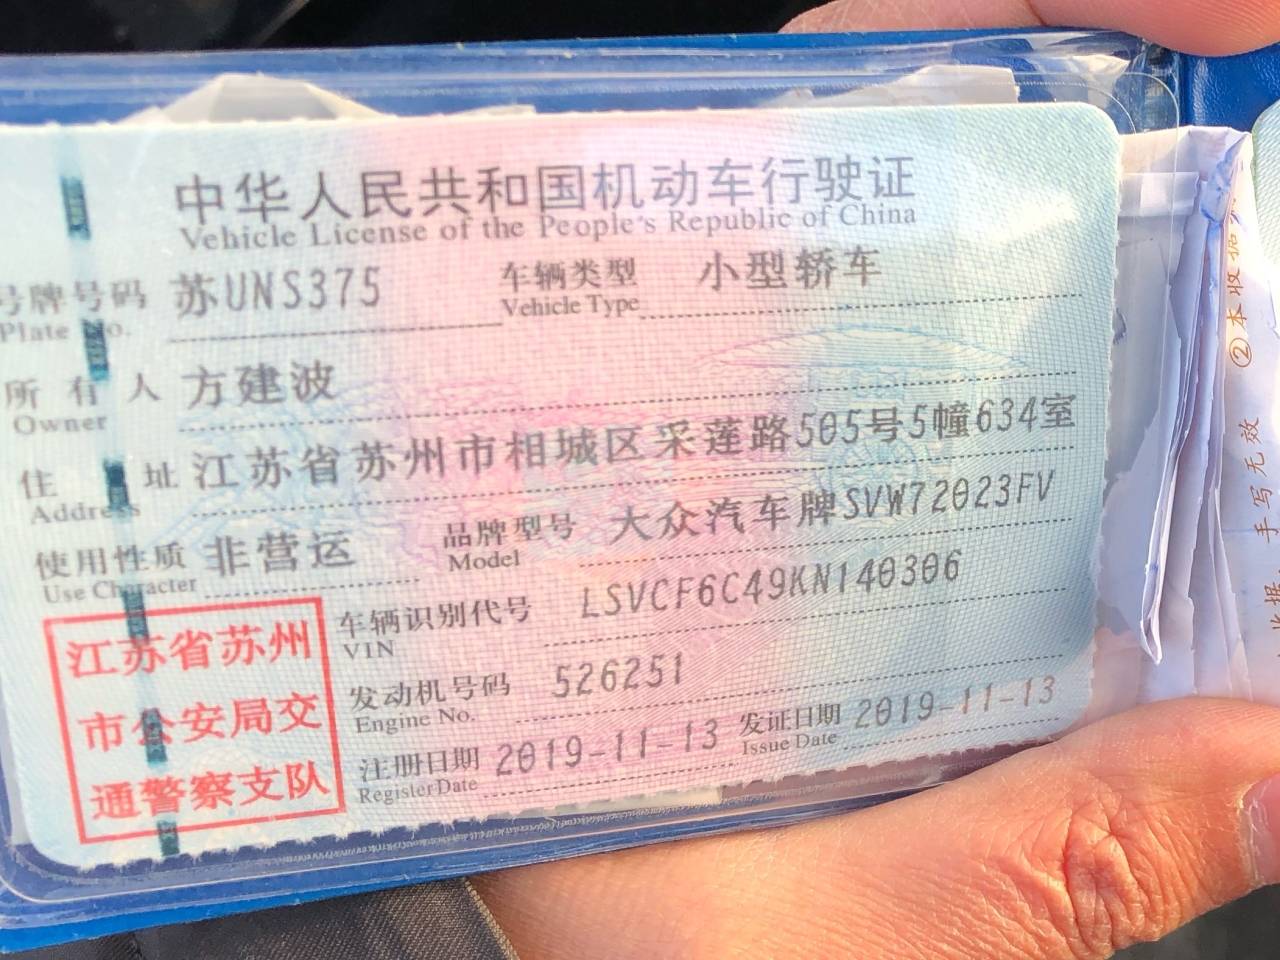 中华人民共和国机动车行驶证
Vehicle License of the People's Republic of China
号牌号码 苏UNS375 车辆类型 小型轿车
Plate No. Vehicle Type
所有人 方建波
Owner
住址 江苏省苏州市相城区采莲路505号5幢634室
Address
使用性质 非营运 品牌型号 大众汽车牌SVW72023FV
Use Character Model
车辆识别代号 LSVCF6C49KN140306
VIN
发动机号码 526251
Engine No.
注册日期 2019-11-13 发证日期 2019-11-13
Register Date Issue Date
江苏省苏州
市公安局交
通警察支队
②本收据
手写无效